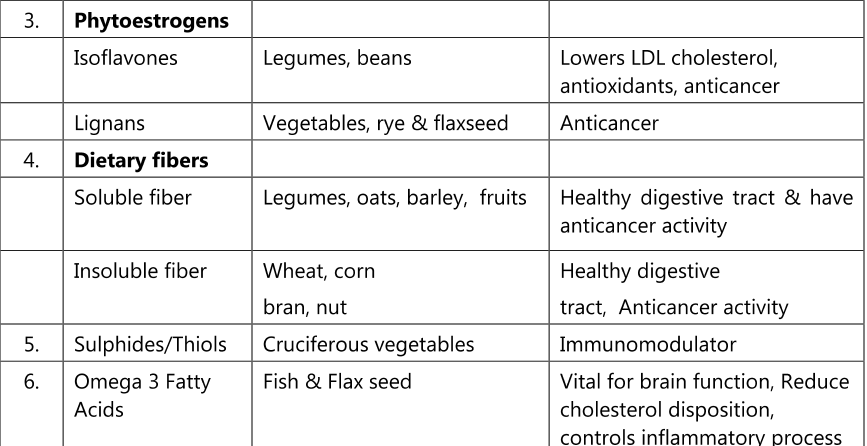 3. Phytoestrogens
Isoflavones Legumes, beans Lowers LDL cholesterol,
antioxidants, anticancer
Lignans Vegetables, rye & flaxseed Anticancer
4. Dietary fibers
Soluble fiber Legumes, oats, barley, fruits Healthy digestive tract & have
anticancer activity
Insoluble fiber Wheat, corn Healthy digestive
bran, nut tract, Anticancer activity
5. Sulphides/Thiols Cruciferous vegetables Immunomodulator
6. Omega 3 Fatty Fish & Flax seed Vital for brain function, Reduce
Acids cholesterol disposition,
controls inflammatory process